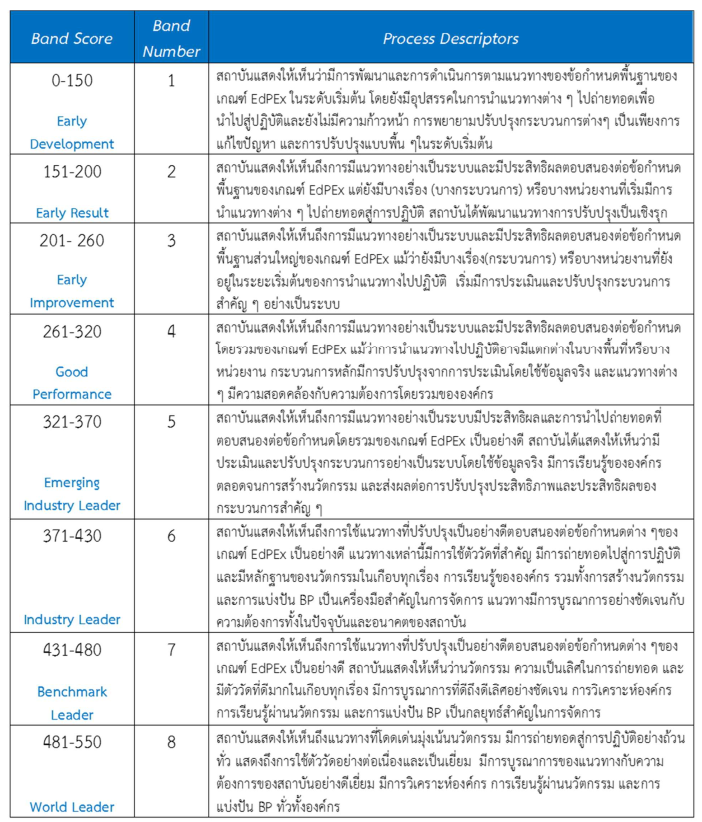 Band Score
Band Number
Process Descriptors
0-150
Early
Development
1
สถาบันแสดงให้เห็นว่ามีการพัฒนาและการดำเนินการตามแนวทางของข้อกำหนดพื้นฐานของ
เกณฑ์ EdPEx ในระดับเริ่มต้น โดยยังมีอุปสรรคในการนำแนวทางต่าง ๆ ไปถ่ายทอดเพื่อ
นำไปสู่ปฏิบัติและยังไม่มีความก้าวหน้า การพยายามปรับปรุงกระบวนการต่างๆ เป็นเพียงการ
แก้ไขปัญหา และการปรับปรุงแบบพื้น ๆในระดับเริ่มต้น
151-200
Early Result
2
สถาบันแสดงให้เห็นถึงการมีแนวทางอย่างเป็นระบบและมีประสิทธิผลตอบสนองต่อข้อกำหนด
พื้นฐานของเกณฑ์ EdPEx แต่ยังมีบางเรื่อง (บางกระบวนการ) หรือบางหน่วยงานที่เริ่มมีการ
นำแนวทางต่าง ๆ ไปถ่ายทอดสู่การปฏิบัติ สถาบันได้พัฒนาแนวทางการปรับปรุงเป็นเชิงรุก
201- 260
Early
Improvement
3
สถาบันแสดงให้เห็นถึงการมีแนวทางอย่างเป็นระบบและมีประสิทธิผลตอบสนองต่อข้อกำหนด
พื้นฐานส่วนใหญ่ของเกณฑ์ EdPEx แม้ว่ายังมีบางเรื่อง(กระบวนการ) หรือบางหน่วยงานที่ยัง
อยู่ในระยะเริ่มต้นของการนำแนวทางไปปฏิบัติ เริ่มมีการประเมินและปรับปรุงกระบวนการ
สำคัญ ๆ อย่างเป็นระบบ
261-320
Good
Performance
4
สถาบันแสดงให้เห็นถึงการมีแนวทางอย่างเป็นระบบและมีประสิทธิผลตอบสนองต่อข้อกำหนด
โดยรวมของเกณฑ์ EdPEx แม้ว่าการนำแนวทางไปปฏิบัติอาจมีแตกต่างในบางพื้นที่หรือบาง
หน่วยงาน กระบวนการหลักมีการปรับปรุงจากการประเมินโดยใช้ข้อมูลจริง และแนวทางต่าง
ๆ มีความสอดคล้องกับความต้องการโดยรวมขององค์กร
321-370
Emerging
Industry Leader
5
สถาบันแสดงให้เห็นถึงการมีแนวทางอย่างเป็นระบบมีประสิทธิผลและการนำไปถ่ายทอดที่
ตอบสนองต่อข้อกำหนดโดยรวมของเกณฑ์ EdPEx เป็นอย่างดี สถาบันได้แสดงให้เห็นว่ามี
ประเมินและปรับปรุงกระบวนการอย่างเป็นระบบโดยใช้ข้อมูลจริง มีการเรียนรู้ขององค์กร
ตลอดจนการสร้างนวัตกรรม และส่งผลต่อการปรับปรุงประสิทธิภาพและประสิทธิผลของ
กระบวนการสำคัญ ๆ
371-430
Industry Leader
6
สถาบันแสดงให้เห็นถึงการใช้แนวทางที่ปรับปรุงเป็นอย่างดีตอบสนองต่อข้อกำหนดต่าง ๆของ
เกณฑ์ EdPEx เป็นอย่างดี แนวทางเหล่านี้มีการใช้ตัววัดที่สำคัญ มีการถ่ายทอดไปสู่การปฏิบัติ
และมีหลักฐานของนวัตกรรมในเกือบทุกเรื่อง การเรียนรู้ขององค์กร รวมทั้งการสร้างนวัตกรรม
และการแบ่งปัน BP เป็นเครื่องมือสำคัญในการจัดการ แนวทางมีการบูรณาการอย่างชัดเจนกับ
ความต้องการทั้งในปัจจุบันและอนาคตของสถาบัน
431-480
Benchmark
Leader
7
สถาบันแสดงให้เห็นถึงการใช้แนวทางที่ปรับปรุงเป็นอย่างดีตอบสนองต่อข้อกำหนดต่าง ๆของ
เกณฑ์ EdPEx เป็นอย่างดี สถาบันแสดงให้เห็นว่านวัตกรรม ความเป็นเลิศในการถ่ายทอด และ
มีตัววัดที่ดีมากในเกือบทุกเรื่อง มีการบูรณาการที่ดีถึงดีเลิศอย่างชัดเจน การวิเคราะห์องค์กร
การเรียนรู้ผ่านนวัตกรรม และการแบ่งปัน BP เป็นกลยุทธ์สำคัญในการจัดการ
481-550
World Leader
8
สถาบันแสดงให้เห็นถึงแนวทางที่โดดเด่นมุ่งเน้นนวัตกรรม มีการถ่ายทอดสู่การปฏิบัติอย่างถ้วน
ทั่ว แสดงถึงการใช้ตัววัดอย่างต่อเนื่องและเป็นเยี่ยม มีการบูรณาการของแนวทางกับความ
ต้องการของสถาบันอย่างดีเยี่ยม มีการวิเคราะห์องค์กร การเรียนรู้ผ่านนวัตกรรม และการ
แบ่งปัน BP ทั่วทั้งองค์กร